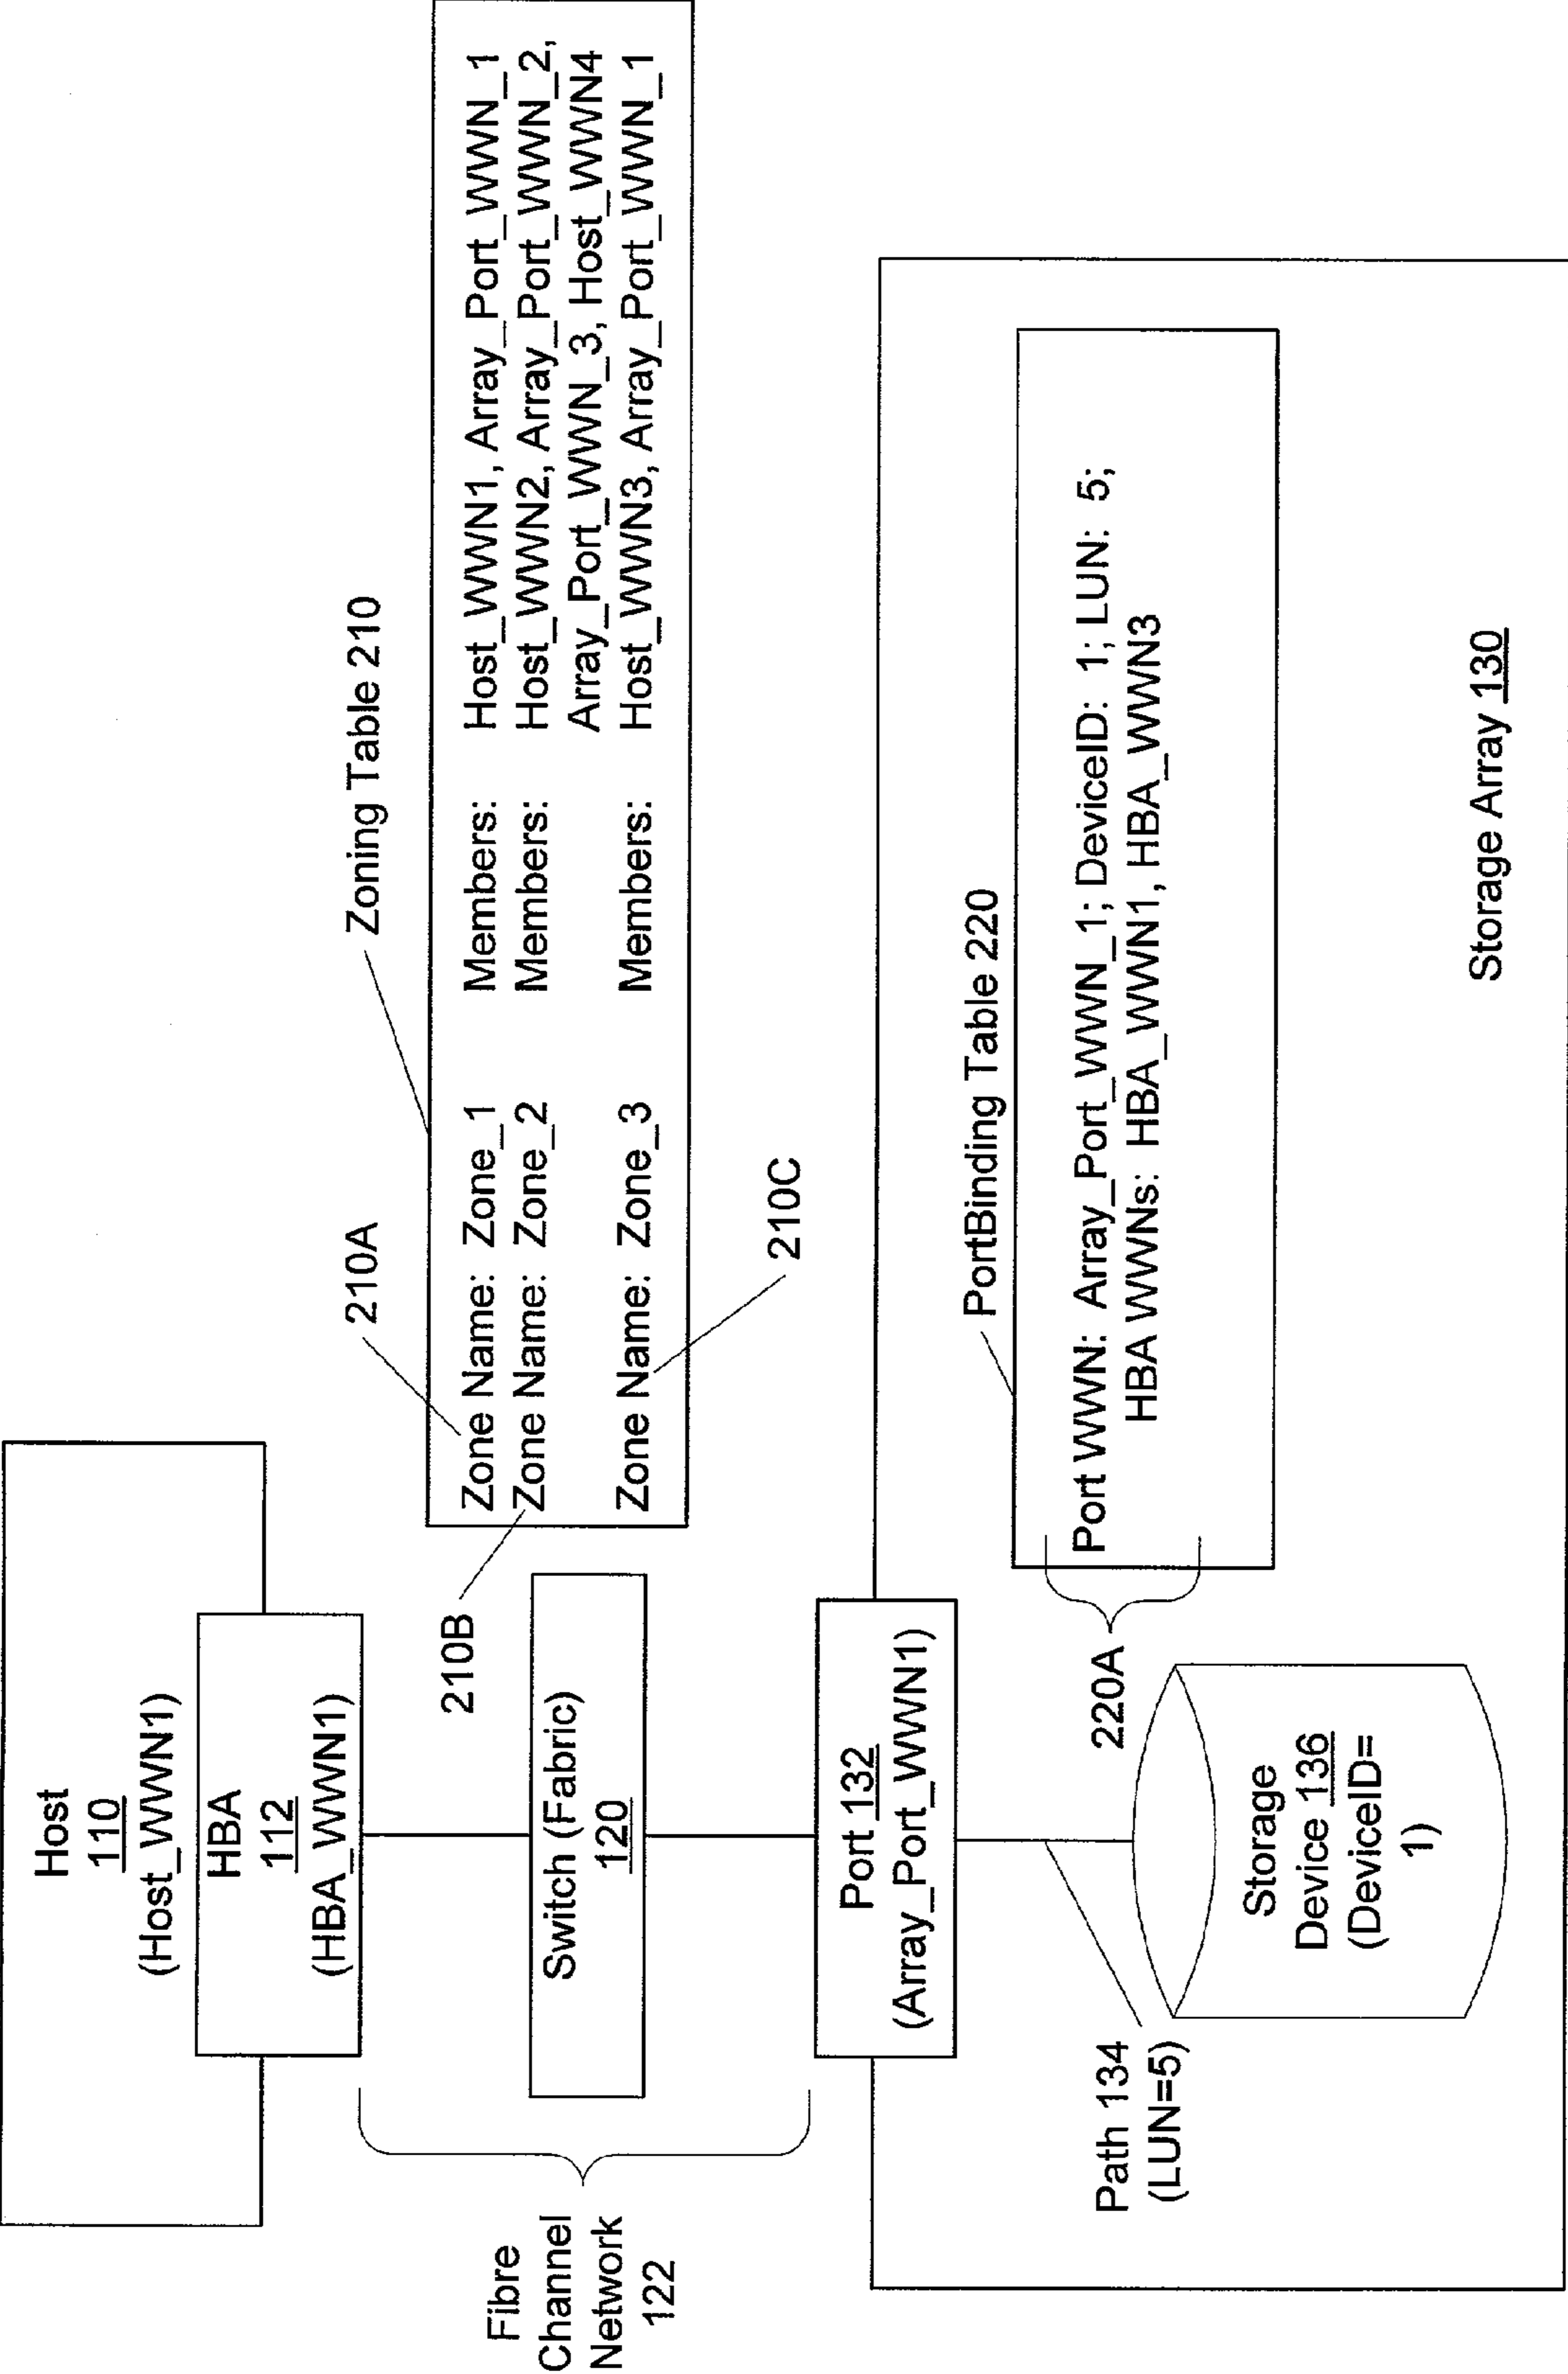 Host
110
(Host_WWN1)
HBA
112
(HBA_WWN1)
Fibre
Channel
Network
122
Switch (Fabric)
120
210B
210A
Zoning Table 210
Zone Name: Zone_1 Members: Host_WWN1, Array_Port_WWN_1
Zone Name: Zone_2 Members: Host_WWN2, Array_Port_WWN_2,
Array_Port_WWN_3, Host_WWN4
Zone Name: Zone_3 Members: Host_WWN3, Array_Port_WWN_1
210C
Port 132
(Array_Port_WWN1)
Path 134
(LUN=5)
Storage
Device 136
(DeviceID=
1)
220A
PortBinding Table 220
Port WWN: Array_Port_WWN_1; DeviceID: 1; LUN: 5;
HBA WWNs: HBA_WWN1, HBA_WWN3
Storage Array 130